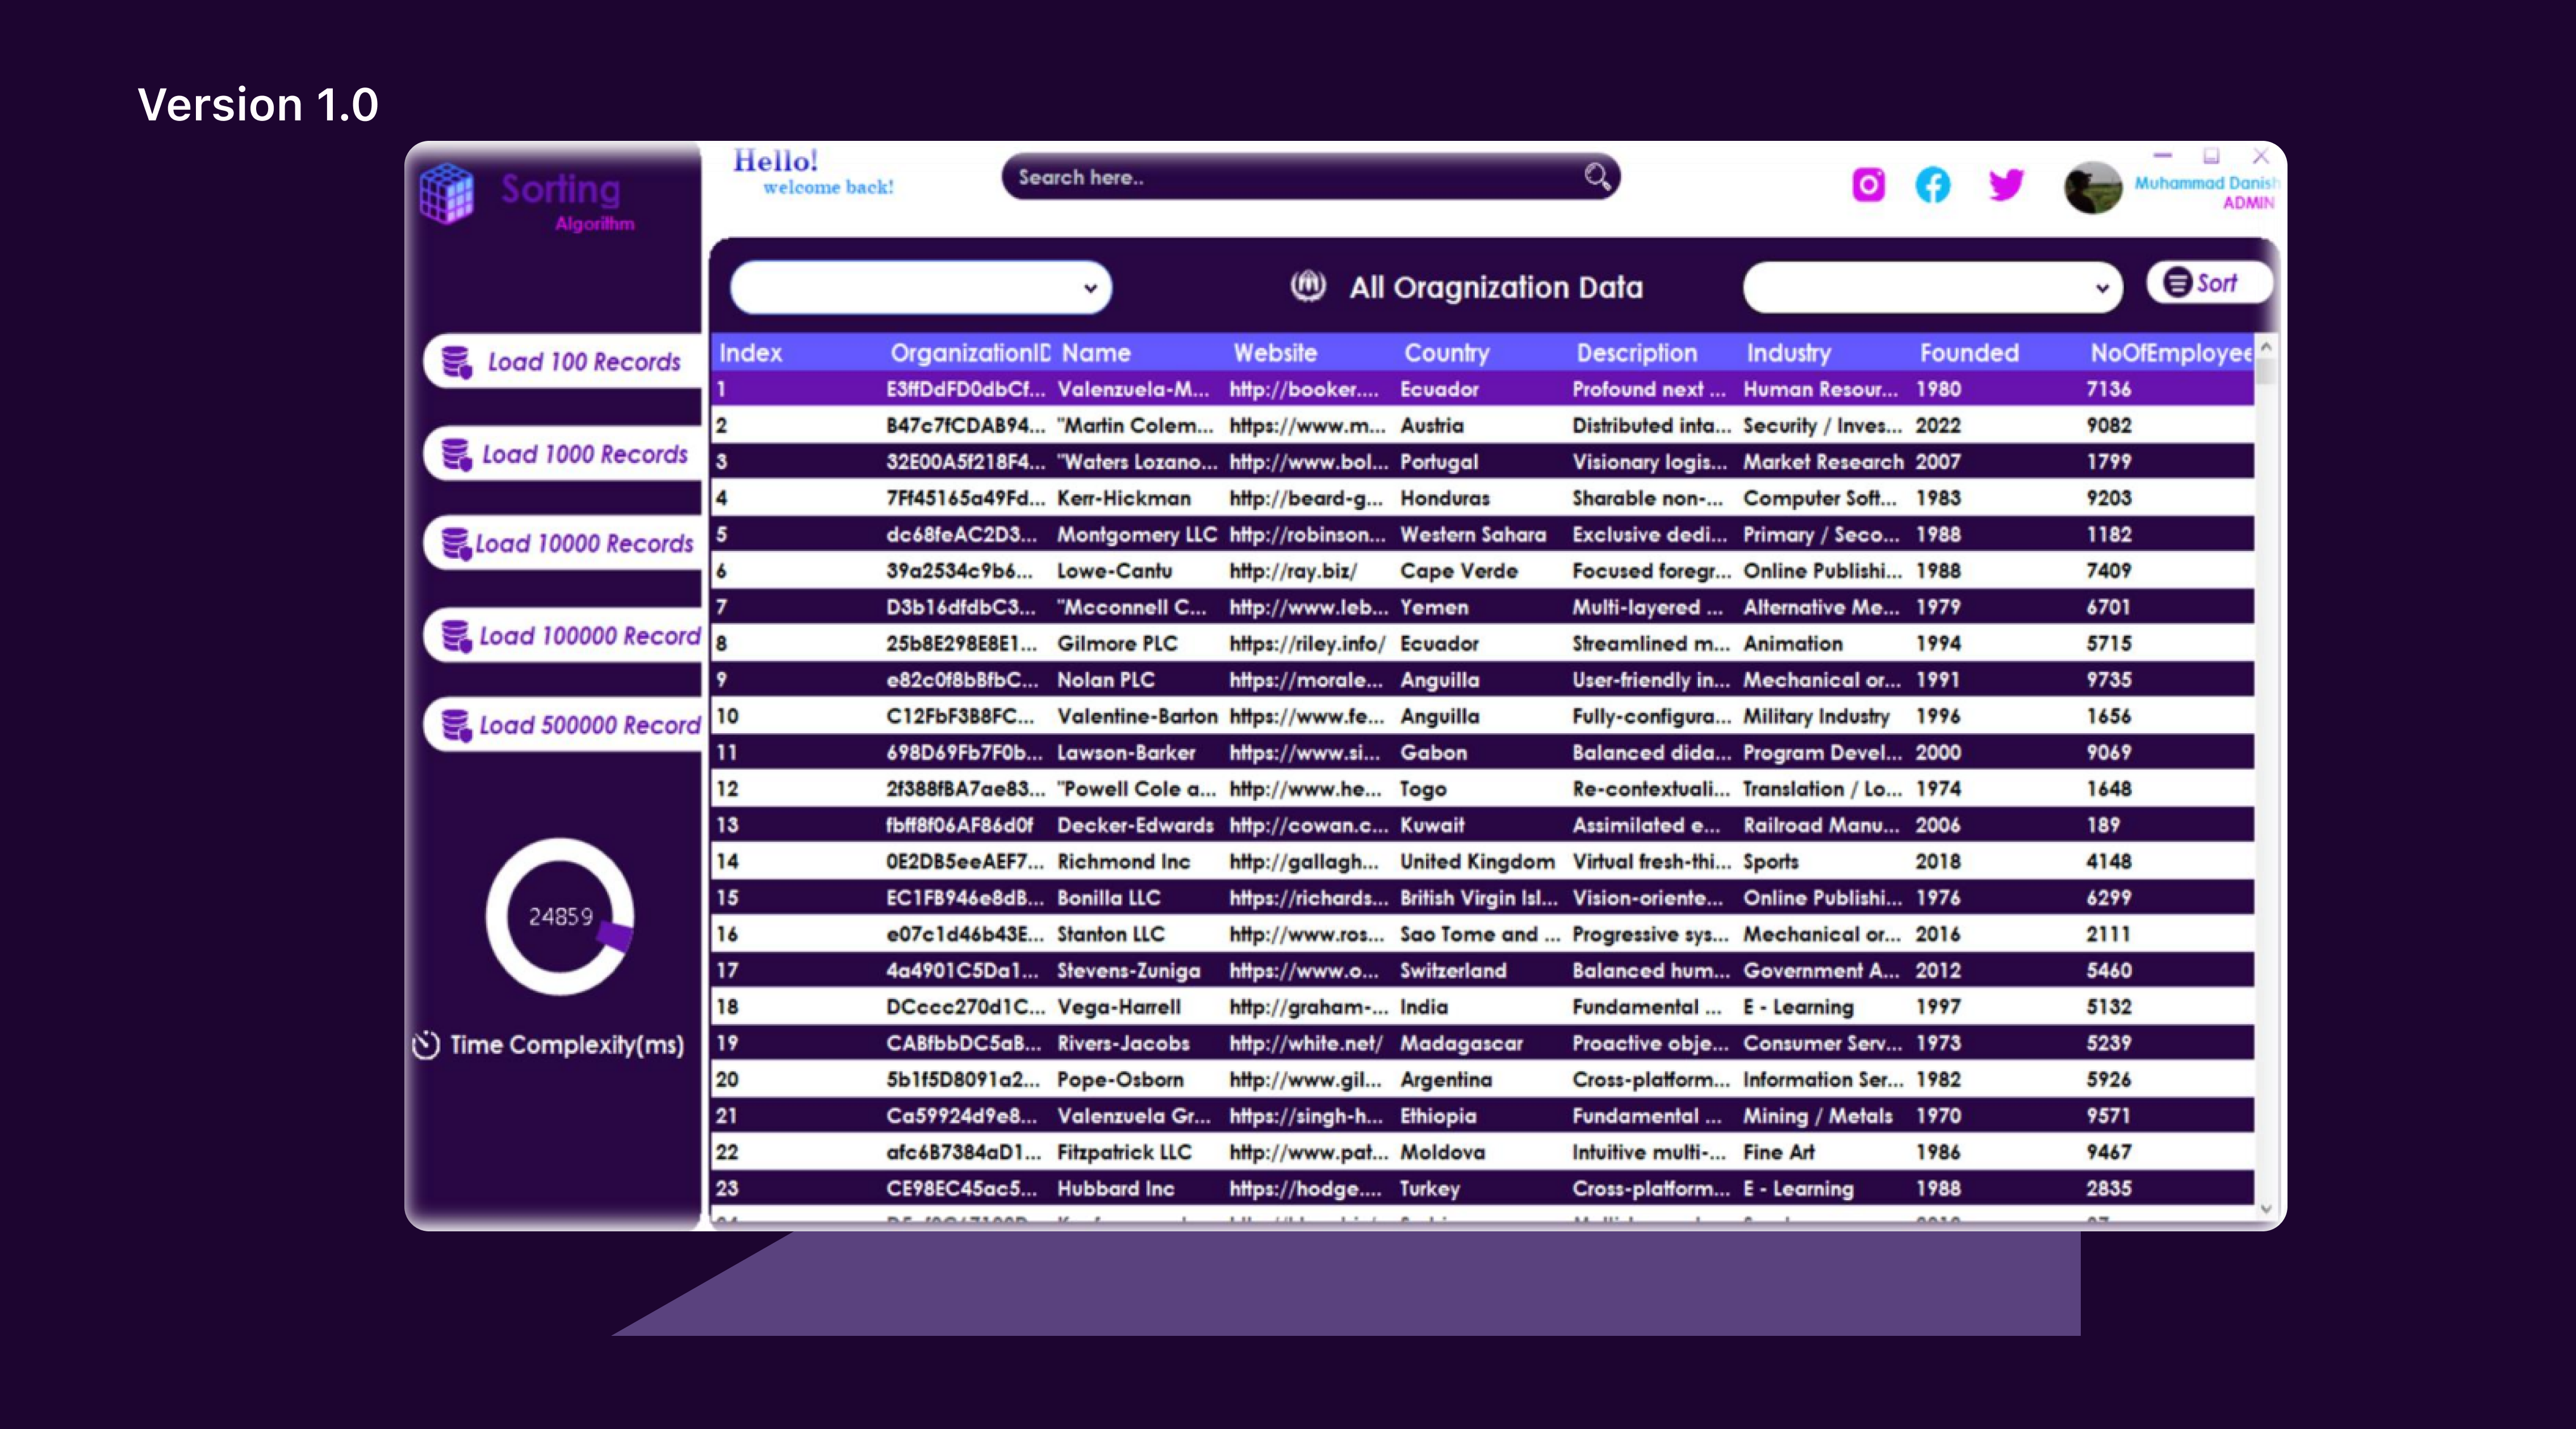 Version 1.0
Sorting
Algorithm
Hello!
welcome back!
Search here..
Muhammad Danish
ADMIN
All Oragnization Data
Sort
Load 100 Records
Load 1000 Records
Load 10000 Records
Load 100000 Record
Load 500000 Record
24859
Time Complexity(ms)
Index OrganizationID Name Website Country Description Industry Founded NoOfEmployee
1 E3ffDdFD0dbCf... Valenzuela-M... http://booker.... Ecuador Profound next ... Human Resour... 1980 7136
2 B47c7fCDAB94... "Martin Colem... https://www.m... Austria Distributed inta... Security / Inves... 2022 9082
3 32E00A5f218F4... "Waters Lozano... http://www.bol... Portugal Visionary logis... Market Research 2007 1799
4 7Ff45165a49Fd... Kerr-Hickman http://beard-g... Honduras Sharable non-... Computer Soft... 1983 9203
5 dc68feAC2D3... Montgomery LLC http://robinson... Western Sahara Exclusive dedi... Primary / Seco... 1988 1182
6 39a2534c9b6... Lowe-Cantu http://ray.biz/ Cape Verde Focused foregr... Online Publishi... 1988 7409
7 D3b16dfdbC3... "Mcconnell C... http://www.leb... Yemen Multi-layered ... Alternative Me... 1979 6701
8 25b8E298E8E1... Gilmore PLC https://riley.info/ Ecuador Streamlined m... Animation 1994 5715
9 e82c0f8bBfbC... Nolan PLC https://morale... Anguilla User-friendly in... Mechanical or... 1991 9735
10 C12FbF3B8FC... Valentine-Barton https://www.fe... Anguilla Fully-configura... Military Industry 1996 1656
11 698D69Fb7F0b... Lawson-Barker https://www.si... Gabon Balanced dida... Program Devel... 2000 9069
12 2f388fBA7ae83... "Powell Cole a... http://www.he... Togo Re-contextuali... Translation / Lo... 1974 1648
13 fbff8f06AF86d0f Decker-Edwards http://cowan.c... Kuwait Assimilated e... Railroad Manu... 2006 189
14 0E2DB5eeAEF7... Richmond Inc http://gallagh... United Kingdom Virtual fresh-thi... Sports 2018 4148
15 EC1FB946e8dB... Bonilla LLC https://richards... British Virgin Isl... Vision-oriente... Online Publishi... 1976 6299
16 e07c1d46b43E... Stanton LLC http://www.ros... Sao Tome and ... Progressive sys... Mechanical or... 2016 2111
17 4a4901C5Da1... Stevens-Zuniga https://www.o... Switzerland Balanced hum... Government A... 2012 5460
18 DCccc270d1C... Vega-Harrell http://graham-... India Fundamental ... E - Learning 1997 5132
19 CABfbbDC5aB... Rivers-Jacobs http://white.net/ Madagascar Proactive obje... Consumer Serv... 1973 5239
20 5b1f5D8091a2... Pope-Osborn http://www.gil... Argentina Cross-platform... Information Ser... 1982 5926
21 Ca59924d9e8... Valenzuela Gr... https://singh-h... Ethiopia Fundamental ... Mining / Metals 1970 9571
22 afc6B7384aD1... Fitzpatrick LLC http://www.pat... Moldova Intuitive multi-... Fine Art 1986 9467
23 CE98EC45ac5... Hubbard Inc https://hodge.... Turkey Cross-platform... E - Learning 1988 2835